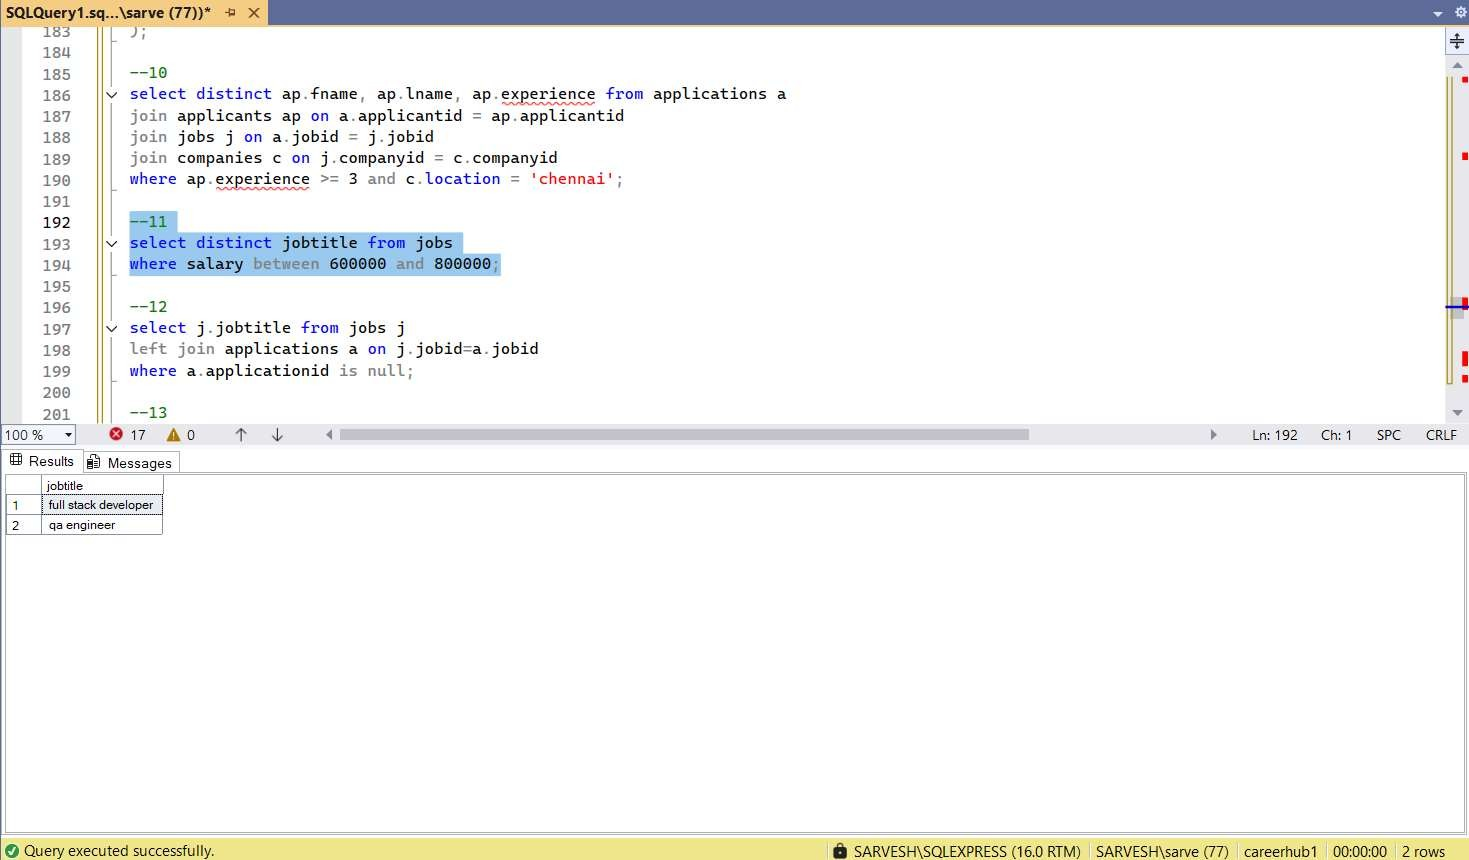 SQLQuery1.sq...\sarve (77))*
183 );
184
185 --10
186 select distinct ap.fname, ap.lname, ap.experience from applications a
187 join applicants ap on a.applicantid = ap.applicantid
188 join jobs j on a.jobid = j.jobid
189 join companies c on j.companyid = c.companyid
190 where ap.experience >= 3 and c.location = 'chennai';
191
192 --11
193 select distinct jobtitle from jobs
194 where salary between 600000 and 800000;
195
196 --12
197 select j.jobtitle from jobs j
198 left join applications a on j.jobid=a.jobid
199 where a.applicationid is null;
200
201 --13
100 % 17 0 Ln: 192 Ch: 1 SPC CRLF
Results Messages
jobtitle
1 full stack developer
2 qa engineer
Query executed successfully. SARVESH\SQLEXPRESS (16.0 RTM) SARVESH\sarve (77) careerhub1 00:00:00 2 rows